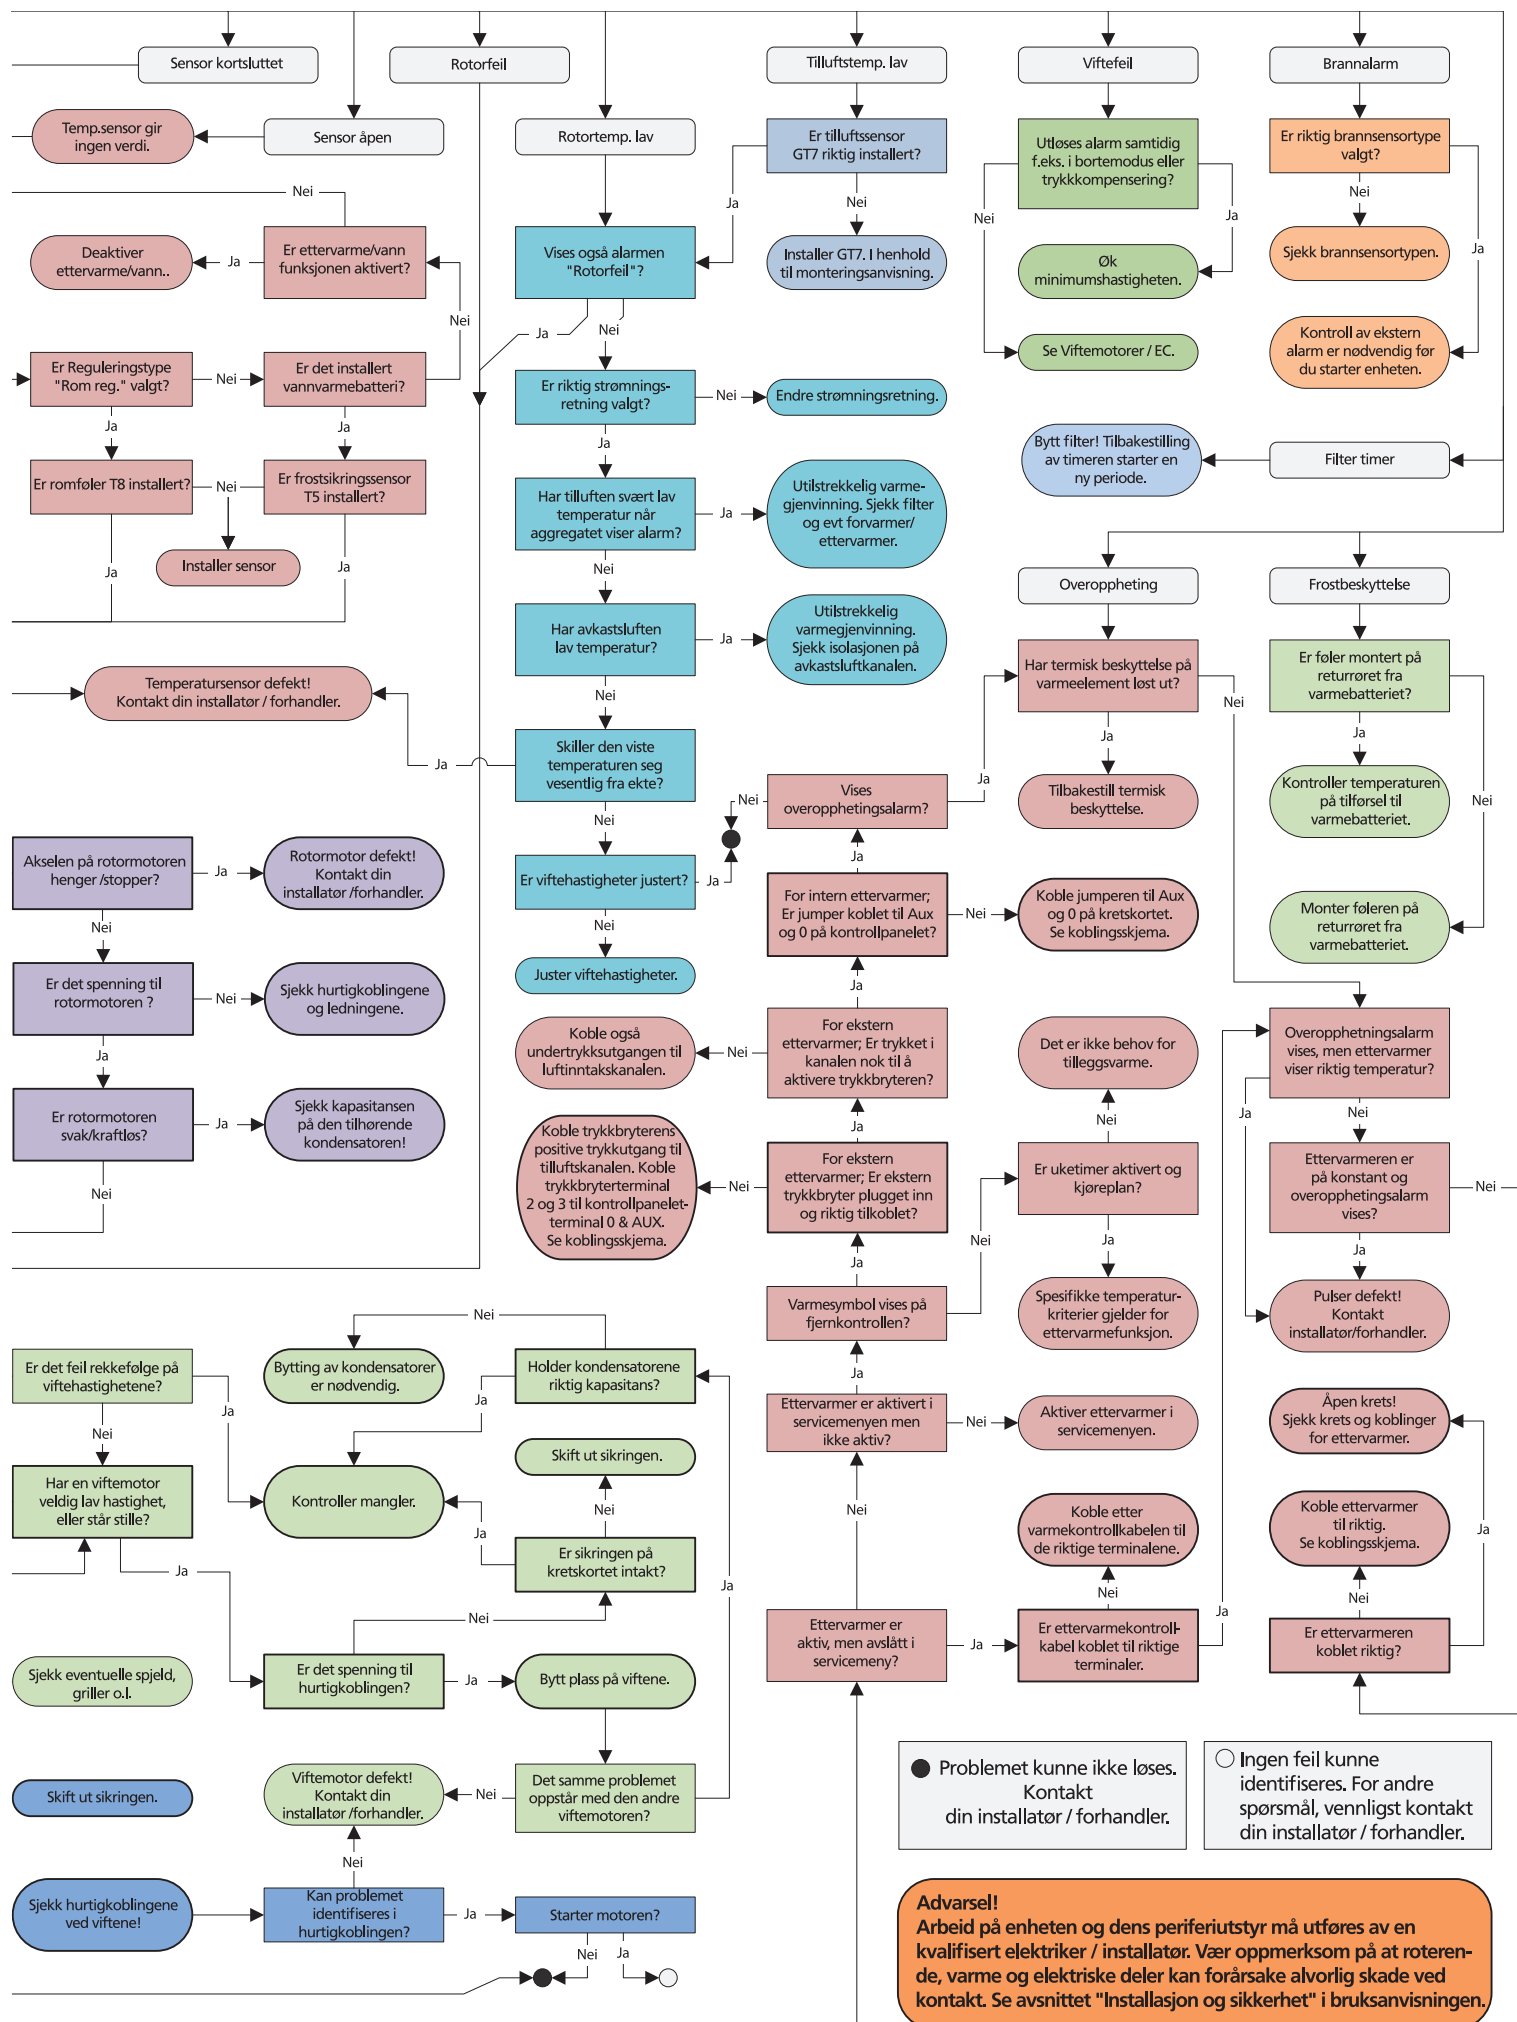 Sensor kortsluttet
Rotorfeil
Tilluftstemp. lav
Viftefeil
Brannalarm
Temp.sensor gir
ingen verdi.
Sensor åpen
Rotortemp. lav
Er tilluftssensor
GT7 riktig installert?
Utløses alarm samtidig
f.eks. i bortemodus eller
trykkkompensering?
Er riktig brannsensortype
valgt?
Nei
Ja
Nei
Nei
Nei
Ja
Ja
Deaktiver
ettervarme/vann..
Ja
Er ettervarme/vann
funksjonen aktivert?
Vises også alarmen
"Rotorfeil"?
Installer GT7. I henhold
til monteringsanvisning.
Øk
minimumshastigheten.
Sjekk brannsensortypen.
Nei
Ja
Nei
Se Viftemotorer / EC.
Kontroll av ekstern
alarm er nødvendig før
du starter enheten.
Er Reguleringstype
"Rom reg." valgt?
Nei
Er det installert
vannvarmebatteri?
Er riktig strømnings-
retning valgt?
Nei
Endre strømningsretning.
Ja
Ja
Ja
Bytt filter! Tilbakestilling
av timeren starter en
ny periode.
Filter timer
Er romføler T8 installert?
Nei
Er frostsikringssensor
T5 installert?
Har tilluften svært lav
temperatur når
aggregatet viser alarm?
Ja
Utilstrekkelig varme-
gjenvinning. Sjekk filter
og evt forvarmer/
ettervarmer.
Ja
Installer sensor
Ja
Nei
Overoppheting
Frostbeskyttelse
Har avkastsluften
lav temperatur?
Ja
Utilstrekkelig
varmegjenvinning.
Sjekk isolasjonen på
avkastluftkanalen.
Har termisk beskyttelse på
varmeelement løst ut?
Er føler montert på
returrøret fra
varmebatteriet?
Temperatursensor defekt!
Kontakt din installatør / forhandler.
Nei
Nei
Ja
Ja
Skiller den viste
temperaturen seg
vesentlig fra ekte?
Ja
Vises
overopphetingsalarm?
Ja
Nei
Tilbakestill termisk
beskyttelse.
Kontroller temperaturen
på tilførsel til
varmebatteriet.
Nei
Nei
Akselen på rotormotoren
henger /stopper?
Ja
Rotormotor defekt!
Kontakt din
installatør /forhandler.
Er viftehastigheter justert?
Ja
Ja
For intern ettervarmer;
Er jumper koblet til Aux
og 0 på kontrollpanelet?
Nei
Koble jumperen til Aux
og 0 på kretskortet.
Se koblingsskjema.
Monter føleren på
returrøret fra
varmebatteriet.
Nei
Nei
Er det spenning til
rotormotoren ?
Nei
Sjekk hurtigkoblingene
og ledningene.
Juster viftehastigheter.
Ja
Ja
Koble også
undertrykksutgangen til
luftinntakskanalen.
Nei
For ekstern
ettervarmer; Er trykket i
kanalen nok til å
aktivere trykkbryteren?
Det er ikke behov for
tilleggsvarme.
Overopphetningsalarm
vises, men ettervarmer
viser riktig temperatur?
Er rotormotoren
svak/kraftløs?
Ja
Sjekk kapasitansen
på den tilhørende
kondensatoren!
Ja
Nei
Ja
Nei
Nei
Koble trykkbryterens
positive trykkutgang til
tilluftskanalen. Koble
trykkbryterterminal
2 og 3 til kontrollpanelet-
terminal 0 & AUX.
Se koblingsskjema.
Nei
For ekstern
ettervarmer; Er ekstern
trykkbryter plugget inn
og riktig tilkoblet?
Er uketimer aktivert og
kjøreplan?
Ettervarmeren er
på konstant og
overopphetingsalarm
vises?
Nei
Ja
Nei
Ja
Ja
Varmesymbol vises på
fjernkontrollen?
Spesifikke temperatur-
kriterier gjelder for
ettervarmefunksjon.
Pulser defekt!
Kontakt
installatør/forhandler.
Nei
Er det feil rekkefølge på
viftehastighetene?
Bytting av kondensatorer
er nødvendig.
Holder kondensatorene
riktig kapasitans?
Ja
Ja
Ja
Nei
Ettervarmer er aktivert i
servicemenyen men
ikke aktiv?
Nei
Aktiver ettervarmer i
servicemenyen.
Åpen krets!
Sjekk krets og koblinger
for ettervarmer.
Skift ut sikringen.
Har en viftemotor
veldig lav hastighet,
eller står stille?
Kontroller mangler.
Nei
Ja
Nei
Koble etter
varmekontrollkabelen til
de riktige terminalene.
Koble ettervarmer
til riktig.
Se koblingsskjema.
Ja
Er sikringen på
kretskortet intakt?
Ja
Ja
Nei
Nei
Nei
Ja
Ettervarmer er
aktiv, men avslått i
servicemeny?
Ja
Er ettervarmekontroll-
kabel koblet til riktige
terminaler.
Er ettervarmeren
koblet riktig?
Sjekk eventuelle spjeld,
griller o.l.
Er det spenning til
hurtigkoblingen?
Ja
Bytt plass på viftene.
Skift ut sikringen.
Viftemotor defekt!
Kontakt din
installatør /forhandler.
Nei
Det samme problemet
oppstår med den andre
viftemotoren?
Problemet kunne ikke løses.
Kontakt
din installatør / forhandler.
Ingen feil kunne
identifiseres. For andre
spørsmål, vennligst kontakt
din installatør / forhandler.
Nei
Sjekk hurtigkoblingene
ved viftene!
Kan problemet
identifiseres i
hurtigkoblingen?
Ja
Starter motoren?
Nei
Ja
Advarsel!
Arbeid på enheten og dens periferiutstyr må utføres av en
kvalifisert elektriker / installatør. Vær oppmerksom på at roteren-
de, varme og elektriske deler kan forårsake alvorlig skade ved
kontakt. Se avsnittet "Installasjon og sikkerhet" i bruksanvisningen.